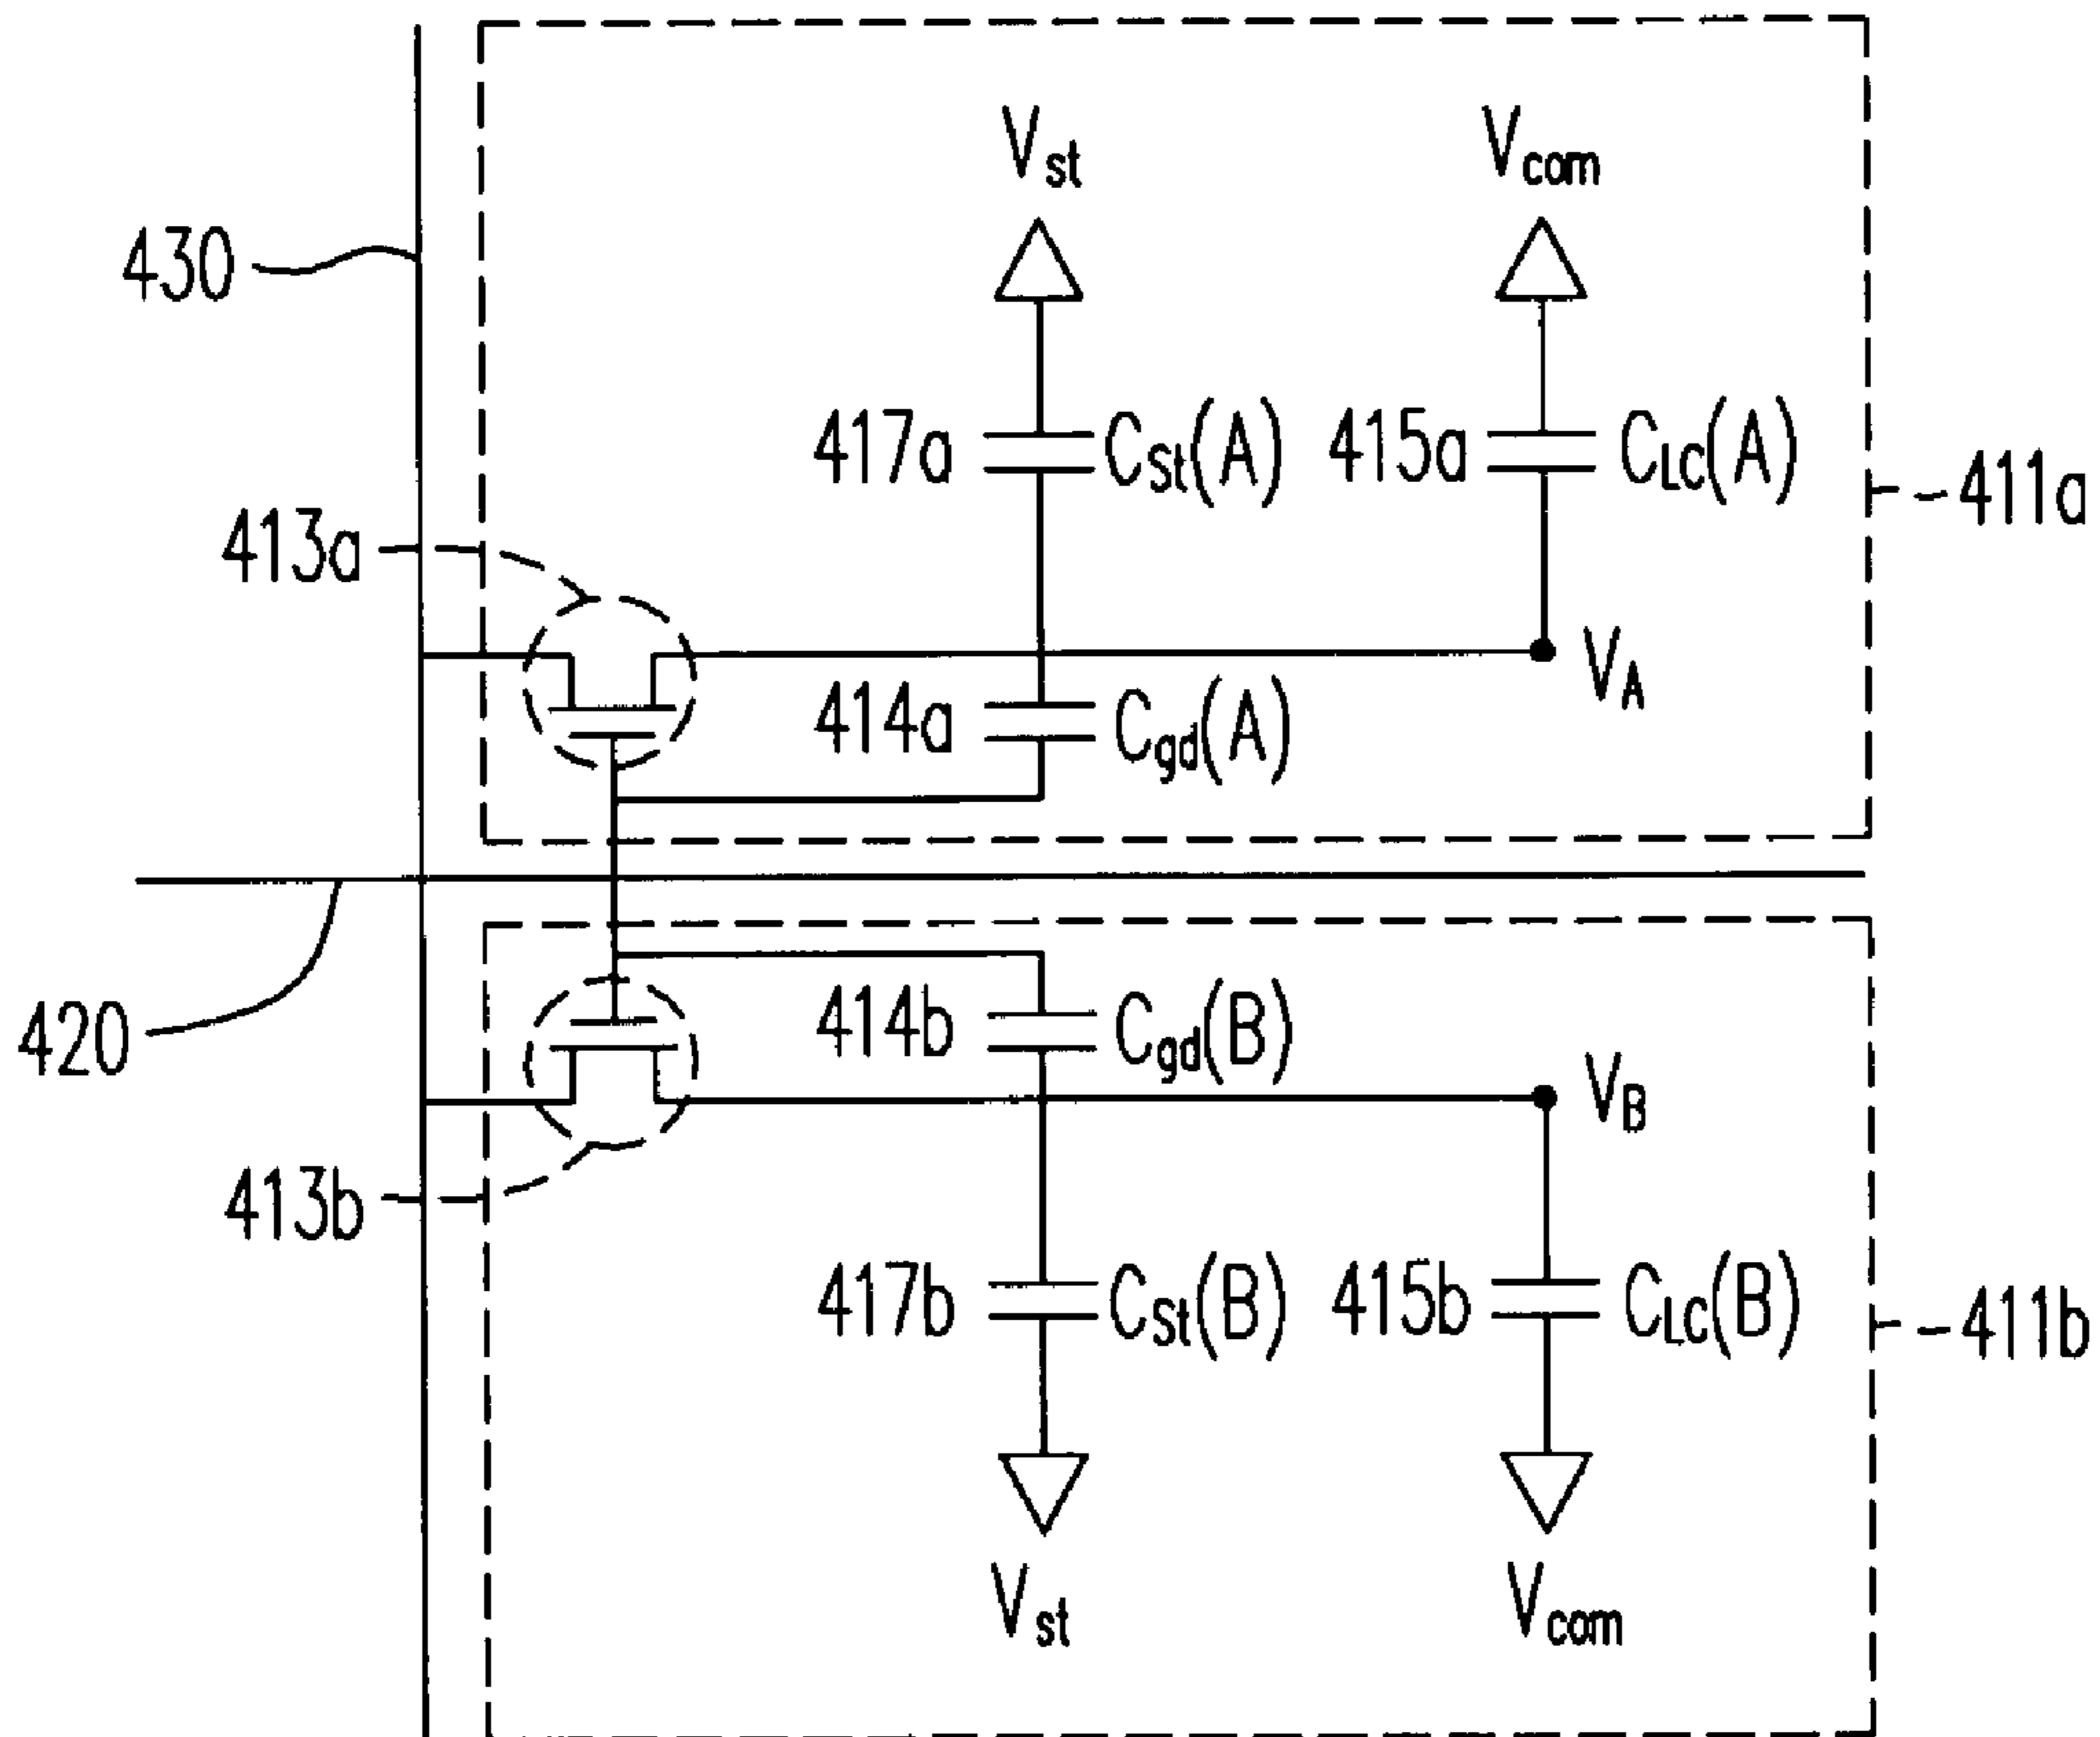 V_st V_com
430
417a C_St(A) 415a C_LC(A)
411a
413a
414a C_gd(A) V_A
420
414b C_gd(B) V_B
413b
417b C_St(B) 415b C_LC(B)
411b
V_st V_com